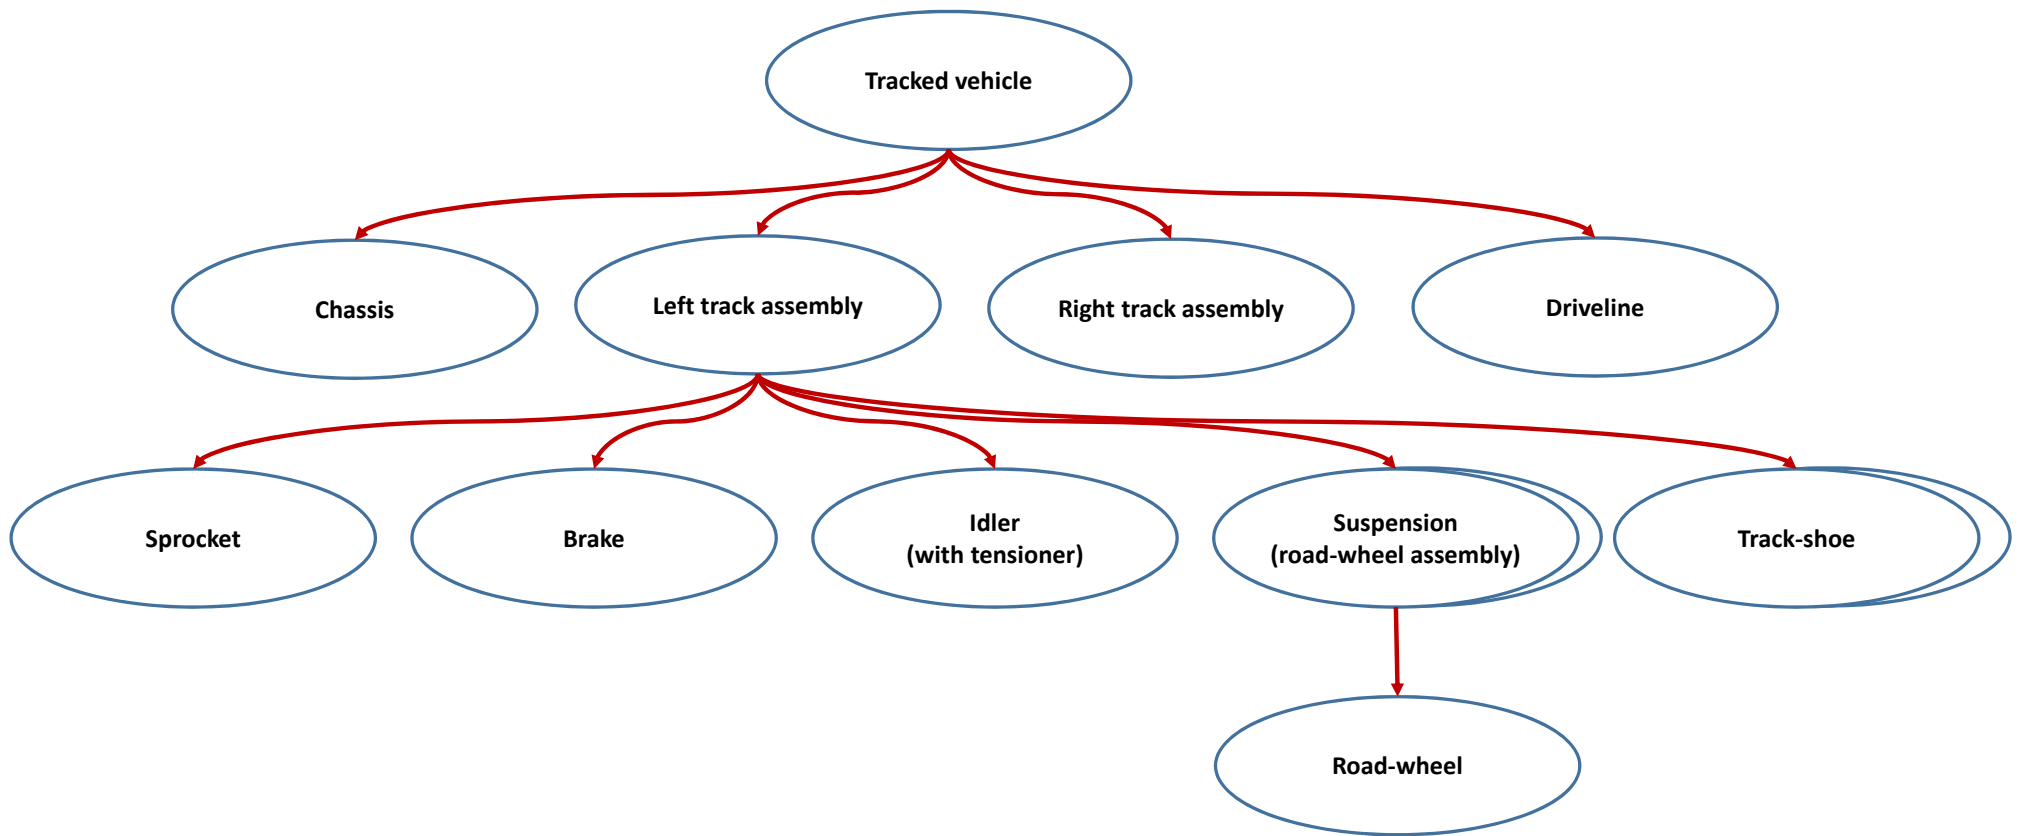 Tracked vehicle
Chassis
Left track assembly
Right track assembly
Driveline
Sprocket
Brake
Idler
(with tensioner)
Suspension
(road-wheel assembly)
Track-shoe
Road-wheel